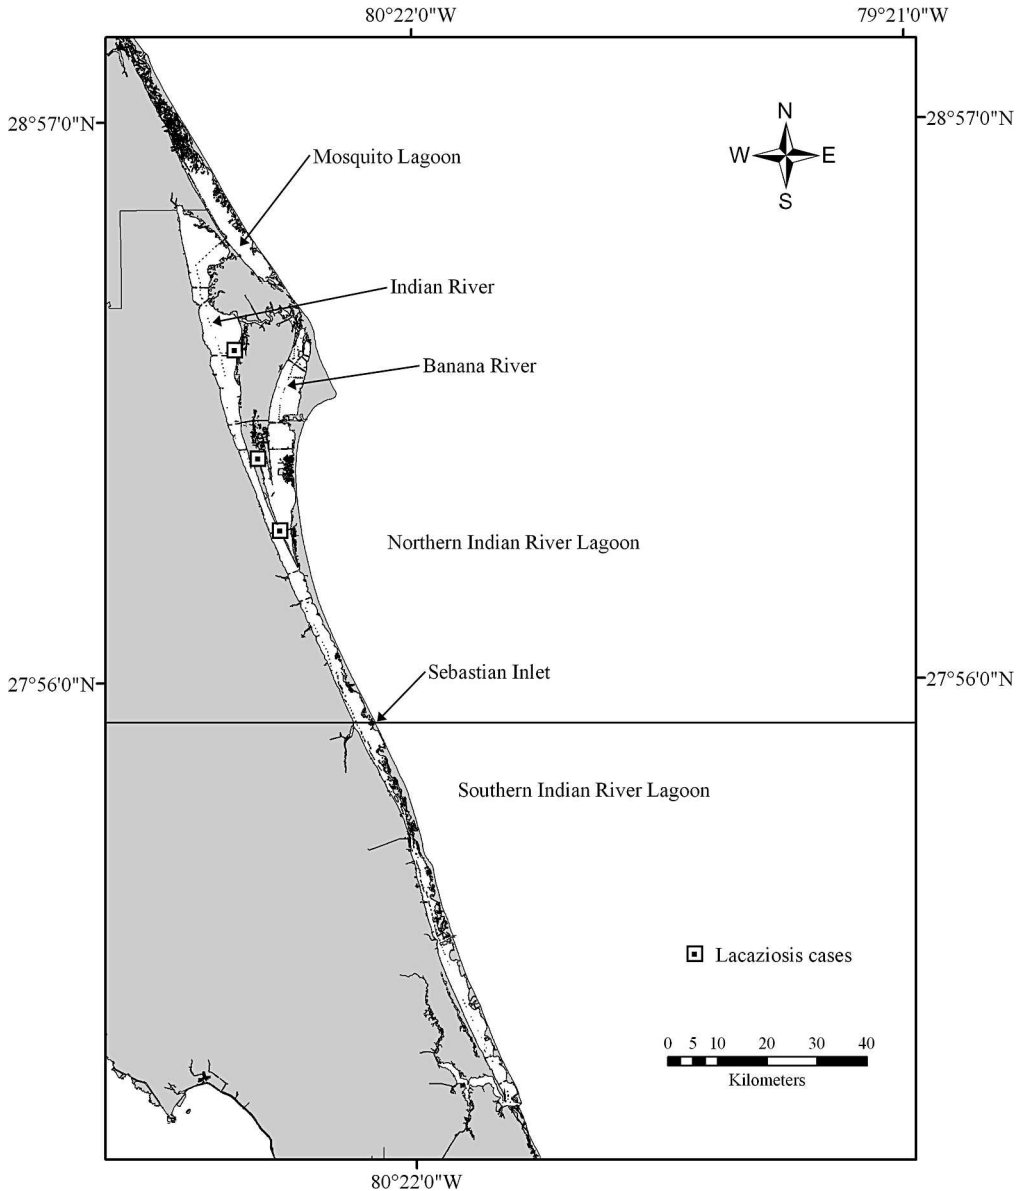 80°22'0"W
79°21'0"W
28°57'0"N
28°57'0"N
N
W
E
S
Mosquito Lagoon
Indian River
Banana River
Northern Indian River Lagoon
Sebastian Inlet
27°56'0"N
27°56'0"N
Southern Indian River Lagoon
Lacaziosis cases
0 5 10 20 30 40
Kilometers
80°22'0"W